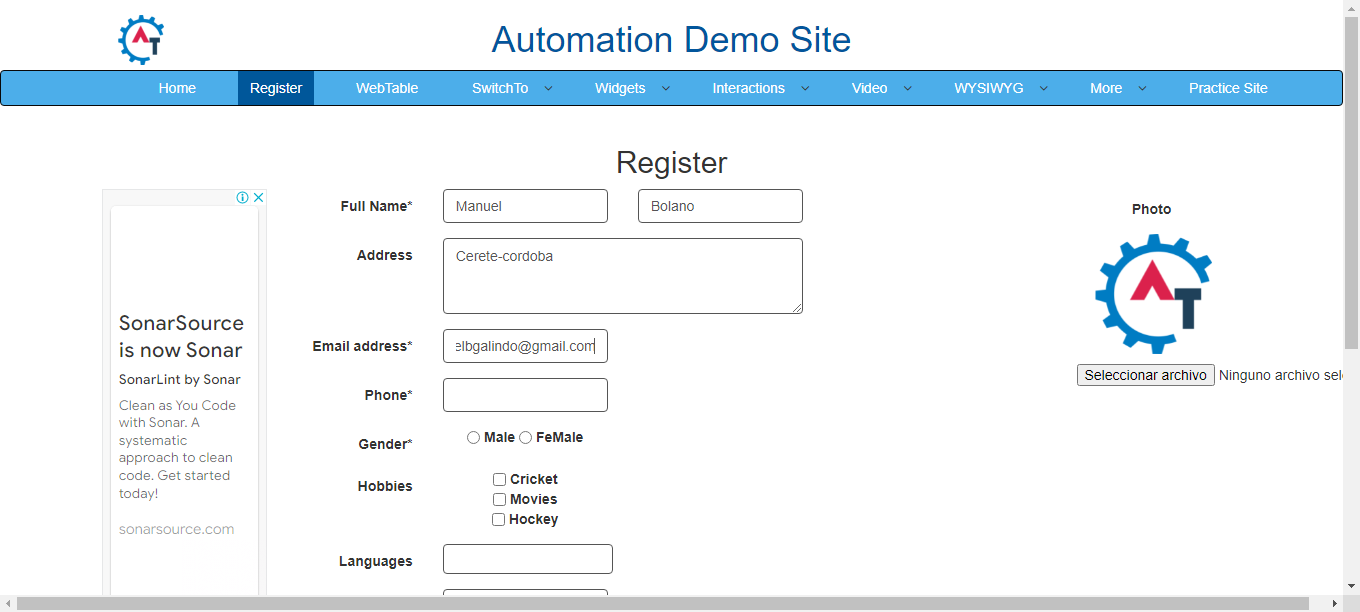 AT
Automation Demo Site
Home Register WebTable SwitchTo Widgets Interactions Video WYSIWYG More Practice Site
Register
Full Name* Manuel Bolano
Address Cerete-cordoba
Email address* elbgalindo@gmail.com
Phone*
Gender* Male FeMale
Hobbies Cricket
Movies
Hockey
Languages
SonarSource
is now Sonar
SonarLint by Sonar
Clean as You Code
with Sonar. A
systematic
approach to clean
code. Get started
today!
sonarsource.com
Photo
AT
Seleccionar archivo Ninguno archivo sel